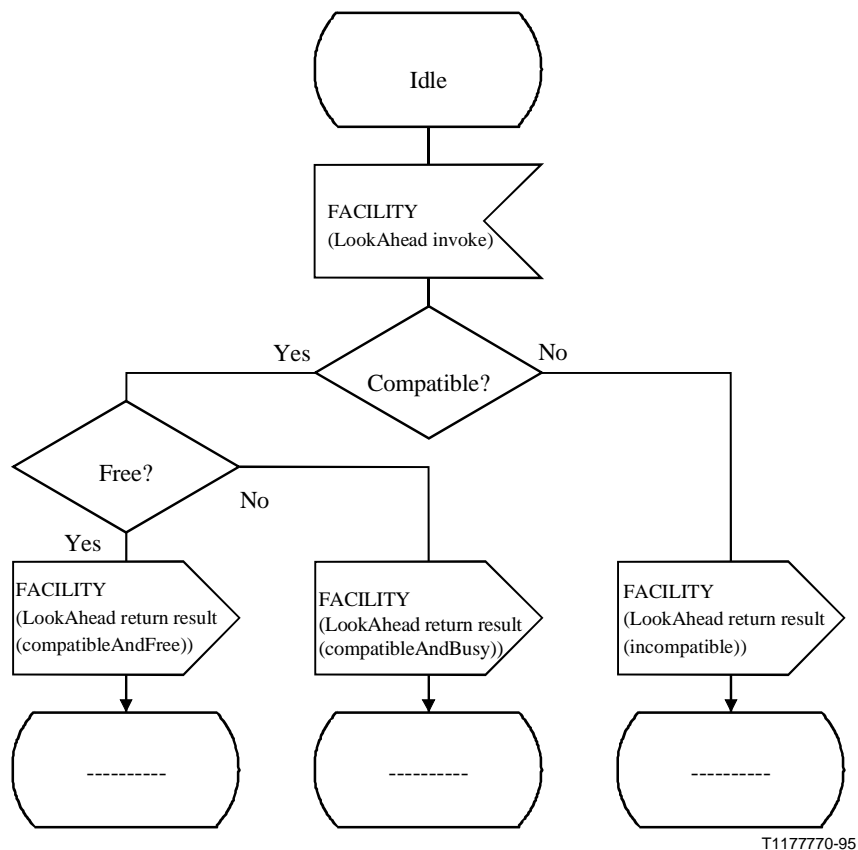 Idle
FACILITY
(LookAhead invoke)
Yes
No
Compatible?
Free?
No
Yes
FACILITY
(LookAhead return result
(compatibleAndFree))
FACILITY
(LookAhead return result
(compatibleAndBusy))
FACILITY
(LookAhead return result
(incompatible))
----------
----------
----------
T1177770-95